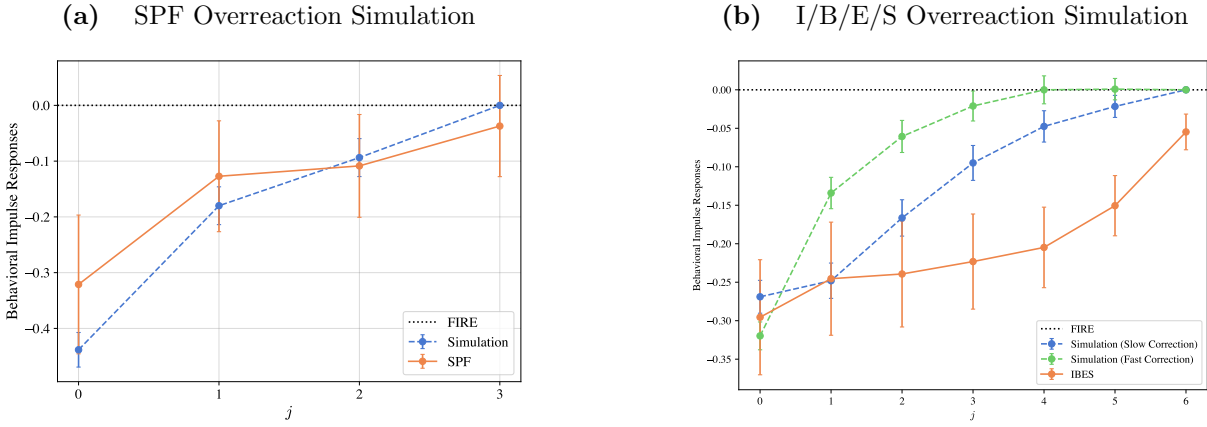 (a) SPF Overreaction Simulation
Behavioral Impulse Responses
0.0
−0.1
−0.2
−0.3
−0.4
0 1 2 3
j
FIRE
Simulation
SPF
(b) I/B/E/S Overreaction Simulation
Behavioral Impulse Responses
0.00
−0.05
−0.10
−0.15
−0.20
−0.25
−0.30
−0.35
0 1 2 3 4 5 6
j
FIRE
Simulation (Slow Correction)
Simulation (Fast Correction)
IBES